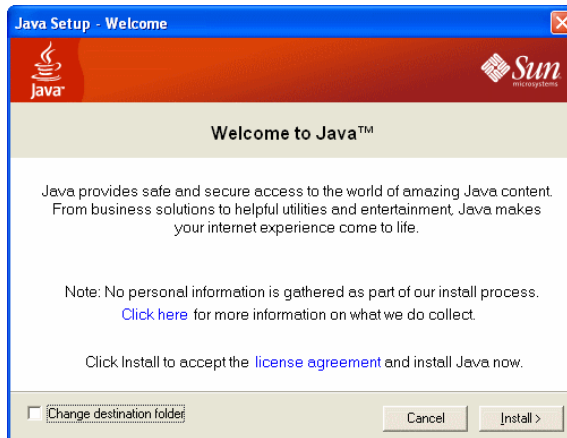 Java Setup - Welcome
Java™
Sun
microsystems
Welcome to Java™
Java provides safe and secure access to the world of amazing Java content.
From business solutions to helpful utilities and entertainment, Java makes
your internet experience come to life.
Note: No personal information is gathered as part of our install process.
Click here for more information on what we do collect.
Click Install to accept the license agreement and install Java now.
Change destination folder
Cancel
Install >